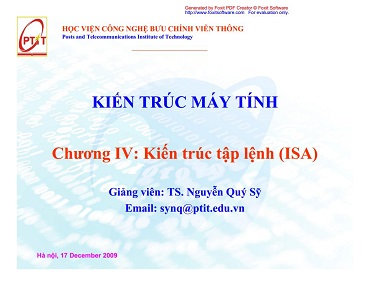 Generated by Foxit PDF Creator © Foxit Software
http://www.foxitsoftware.com For evaluation only.
PTIT
HỌC VIỆN CÔNG NGHỆ BƯU CHÍNH VIỄN THÔNG
Posts and Telecommunications Institute of Technology
KIẾN TRÚC MÁY TÍNH
Chương IV: Kiến trúc tập lệnh (ISA)
Giảng viên: TS. Nguyễn Quý Sỹ
Email: synq@ptit.edu.vn
Hà nội, 17 December 2009